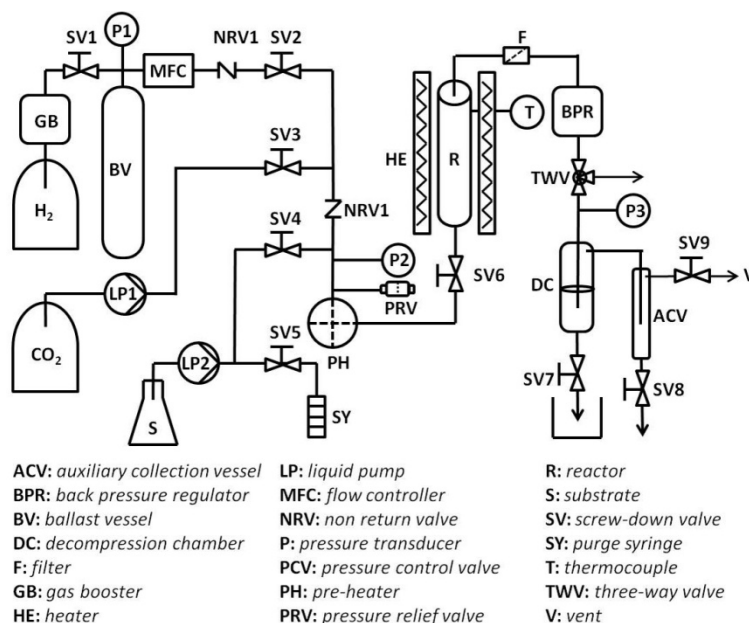 SV1
P1
NRV1
SV2
F
MFC
GB
BPR
T
HE
R
SV3
BV
H₂
TWV
NRV1
P3
SV4
SV9
P2
SV6
V
DC
LP1
PRV
ACV
SV5
CO₂
LP2
PH
SV7
SV8
S
SY
ACV: auxiliary collection vessel
BPR: back pressure regulator
BV: ballast vessel
DC: decompression chamber
F: filter
GB: gas booster
HE: heater
LP: liquid pump
MFC: flow controller
NRV: non return valve
P: pressure transducer
PCV: pressure control valve
PH: pre-heater
PRV: pressure relief valve
R: reactor
S: substrate
SV: screw-down valve
SY: purge syringe
T: thermocouple
TWV: three-way valve
V: vent